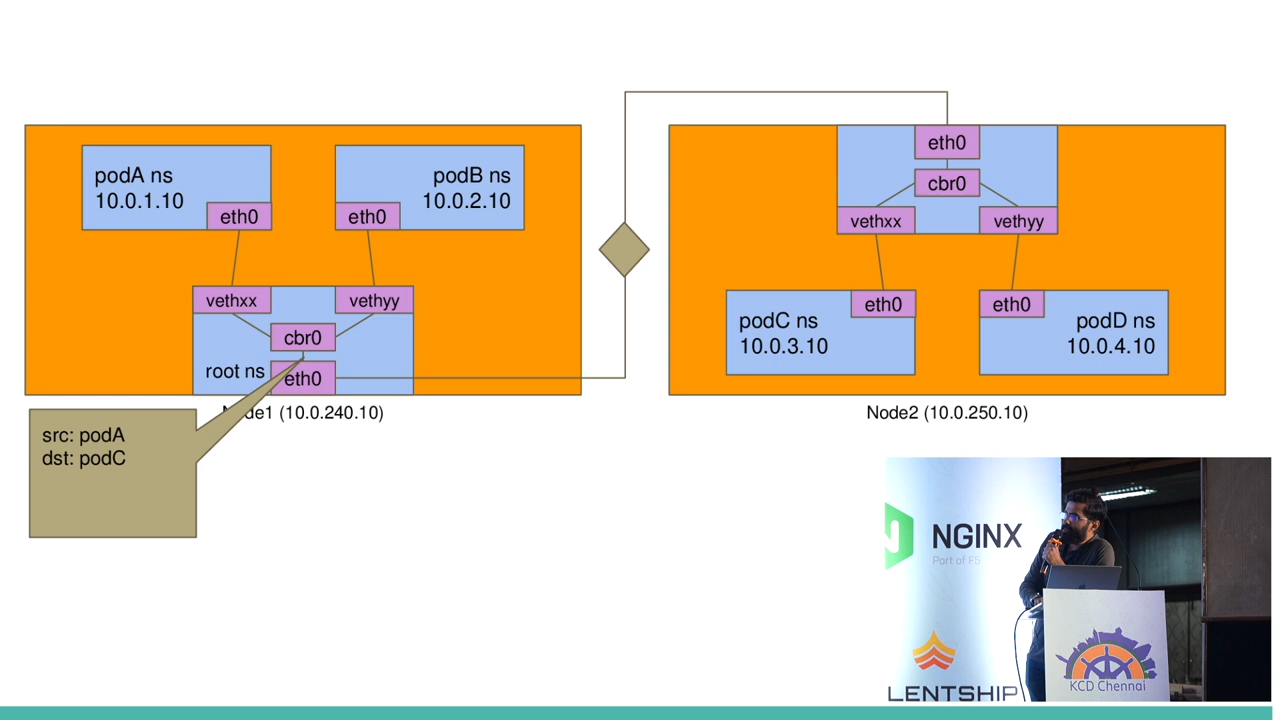 podA ns
10.0.1.10
eth0
podB ns
10.0.2.10
eth0
vethxx
vethyy
cbr0
root ns
eth0
de1 (10.0.240.10)
src: podA
dst: podC
eth0
cbr0
vethxx
vethyy
eth0
eth0
podC ns
10.0.3.10
podD ns
10.0.4.10
Node2 (10.0.250.10)
NGINX
Part of F5
LENTSHIP
KCD Chennai